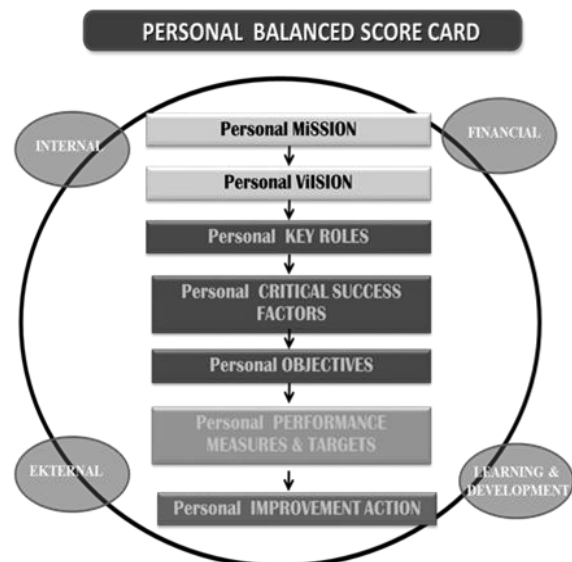 PERSONAL BALANCED SCORE CARD
INTERNAL
FINANCIAL
Personal MiSSION
Personal ViISION
Personal KEY ROLES
Personal CRITICAL SUCCESS
FACTORS
Personal OBJECTIVES
Personal PERFORMANCE
MEASURES & TARGETS
EKTERNAL
LEARNING &
DEVELOPMENT
Personal IMPROVEMENT ACTION